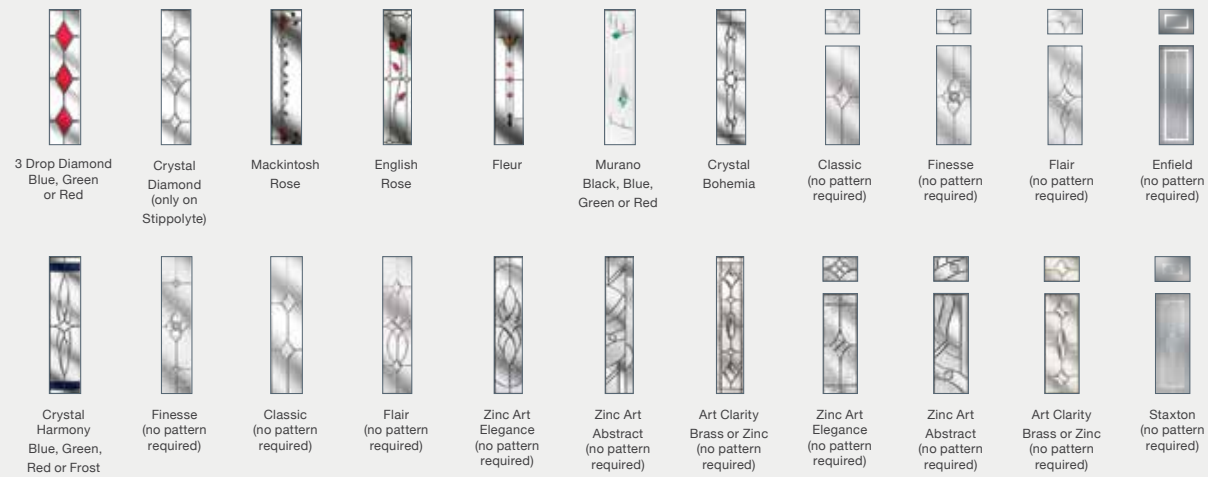 3 Drop Diamond
Blue, Green
or Red
Crystal
Diamond
(only on
Stippolyte)
Mackintosh
Rose
English
Rose
Fleur
Murano
Black, Blue,
Green or Red
Crystal
Bohemia
Classic
(no pattern
required)
Finesse
(no pattern
required)
Flair
(no pattern
required)
Enfield
(no pattern
required)
Crystal
Harmony
Blue, Green,
Red or Frost
Finesse
(no pattern
required)
Classic
(no pattern
required)
Flair
(no pattern
required)
Zinc Art
Elegance
(no pattern
required)
Zinc Art
Abstract
(no pattern
required)
Art Clarity
Brass or Zinc
(no pattern
required)
Zinc Art
Elegance
(no pattern
required)
Zinc Art
Abstract
(no pattern
required)
Art Clarity
Brass or Zinc
(no pattern
required)
Staxton
(no pattern
required)